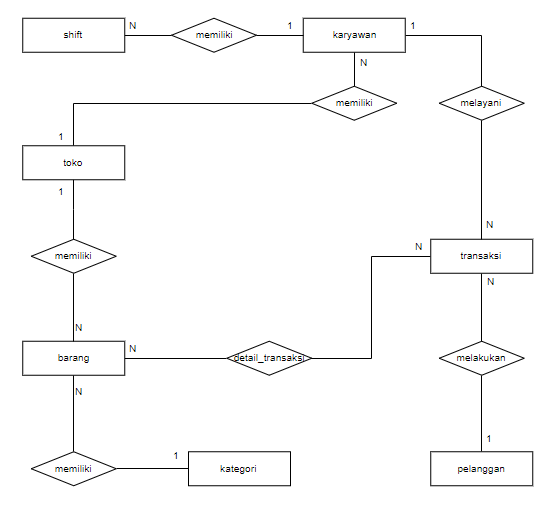 N
1
1
shift
memiliki
karyawan
N
memiliki
melayani
1
toko
1
N
N
memiliki
transaksi
N
N
N
barang
detail_transaksi
melakukan
N
1
1
memiliki
kategori
pelanggan